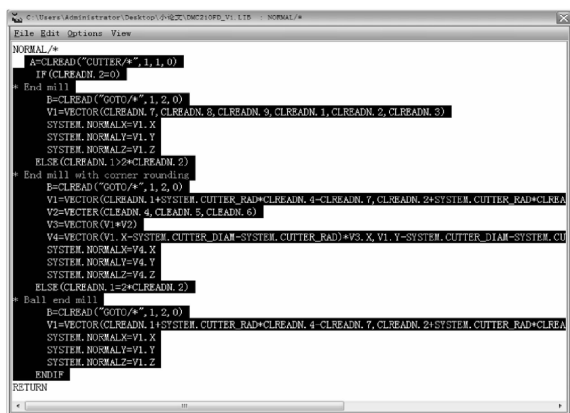 C:\Users\Administrator\Desktop\小论文\DMC210FD_V1.LIB : NORMAL/*
File Edit Options View
NORMAL/*
A=CLREAD("CUTTER/*",1,1,0)
IF(CLREADN.2=0)
* End mill
B=CLREAD("GOTO/*",1,2,0)
V1=VECTOR(CLREADN.7,CLREADN.8,CLREADN.9,CLREADN.1,CLREADN.2,CLREADN.3)
SYSTEM.NORMALX=V1.X
SYSTEM.NORMALY=V1.Y
SYSTEM.NORMALZ=V1.Z
ELSE(CLREADN.1>2*CLREADN.2)
* End mill with corner rounding
B=CLREAD("GOTO/*",1,2,0)
V1=VECTOR(CLREADN.1+SYSTEM.CUTTER_RAD*CLREADN.4-CLREADN.7,CLREADN.2+SYSTEM.CUTTER_RAD*CLREA
V2=VECTER(CLEADN.4,CLEADN.5,CLEADN.6)
V3=VECTOR(V1*V2)
V4=VECTOR(V1.X-SYSTEM.CUTTER_DIAM-SYSTEM.CUTTER_RAD)*V3.X,V1.Y-SYSTEM.CUTTER_DIAM-SYSTEM.CU
SYSTEM.NORMALX=V4.X
SYSTEM.NORMALY=V4.Y
SYSTEM.NORMALZ=V4.Z
ELSE(CLREADN.1=2*CLREADN.2)
* Ball end mill
B=CLREAD("GOTO/*",1,2,0)
V1=VECTOR(CLREADN.1+SYSTEM.CUTTER_RAD*CLREADN.4-CLREADN.7,CLREADN.2+SYSTEM.CUTTER_RAD*CLREA
SYSTEM.NORMALX=V1.X
SYSTEM.NORMALY=V1.Y
SYSTEM.NORMALZ=V1.Z
ENDIF
RETURN